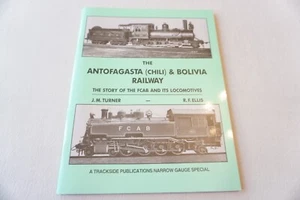 THE
ANTOFAGASTA (CHILI) & BOLIVIA
RAILWAY
THE STORY OF THE FCAB AND ITS LOCOMOTIVES
J.M. TURNER — R.F. ELLIS
FCAB
A TRACKSIDE PUBLICATIONS NARROW GAUGE SPECIAL